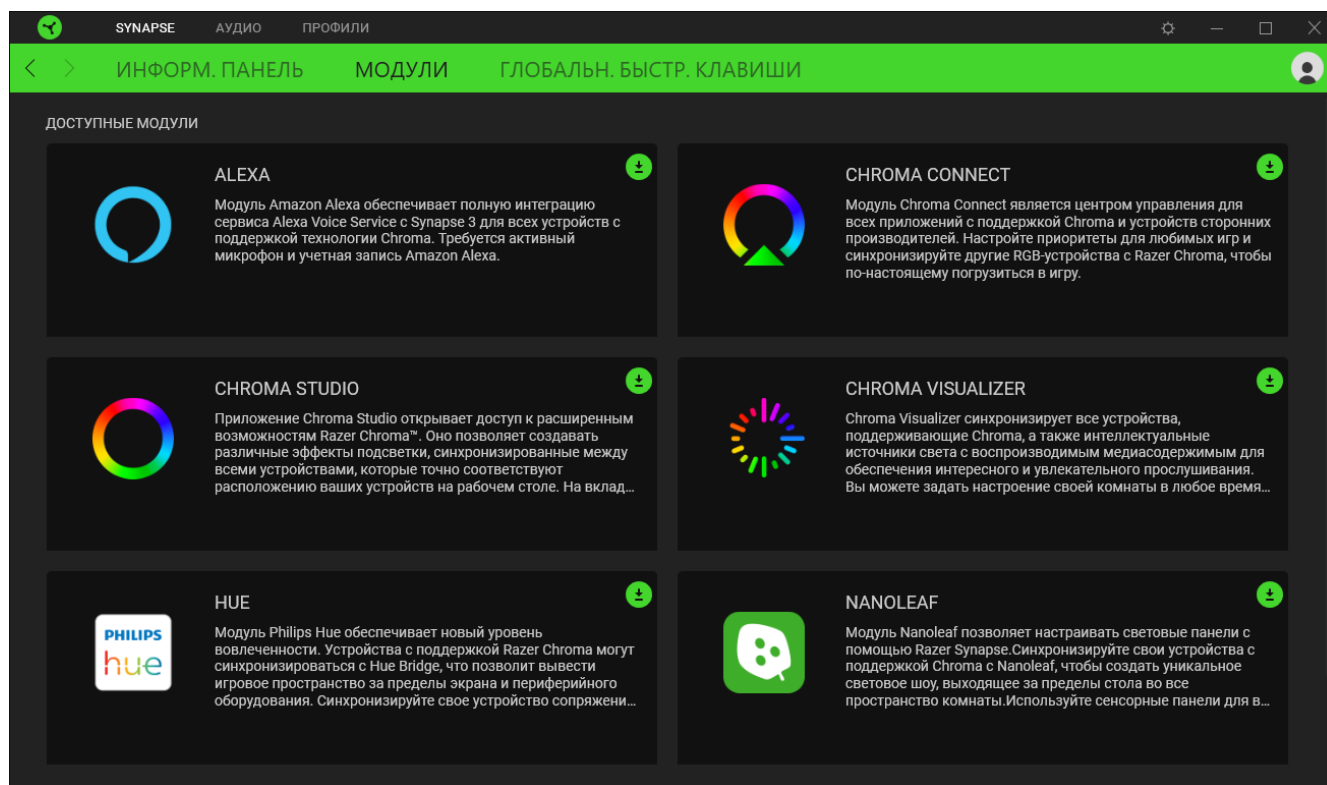 SYNAPSE АУДИО ПРОФИЛИ
ИНФОРМ. ПАНЕЛЬ МОДУЛИ ГЛОБАЛЬН. БЫСТР. КЛАВИШИ
ДОСТУПНЫЕ МОДУЛИ
ALEXA
Модуль Amazon Alexa обеспечивает полную интеграцию
сервиса Alexa Voice Service с Synapse 3 для всех устройств с
поддержкой технологии Chroma. Требуется активный
микрофон и учетная запись Amazon Alexa.
CHROMA CONNECT
Модуль Chroma Connect является центром управления для
всех приложений с поддержкой Chroma и устройств сторонних
производителей. Настройте приоритеты для любимых игр и
синхронизируйте другие RGB-устройства с Razer Chroma, чтобы
по-настоящему погрузиться в игру.
CHROMA STUDIO
Приложение Chroma Studio открывает доступ к расширенным
возможностям Razer Chroma™. Оно позволяет создавать
различные эффекты подсветки, синхронизированные между
всеми устройствами, которые точно соответствуют
расположению ваших устройств на рабочем столе. На вклад...
CHROMA VISUALIZER
Chroma Visualizer синхронизирует все устройства,
поддерживающие Chroma, а также интеллектуальные
источники света с воспроизводимым медиасодержимым для
обеспечения интересного и увлекательного прослушивания.
Вы можете задать настроение своей комнаты в любое время...
PHILIPS
hue
HUE
Модуль Philips Hue обеспечивает новый уровень
вовлеченности. Устройства с поддержкой Razer Chroma могут
синхронизироваться с Hue Bridge, что позволит вывести
игровое пространство за пределы экрана и периферийного
оборудования. Синхронизируйте свое устройство сопряжени...
NANOLEAF
Модуль Nanoleaf позволяет настраивать световые панели с
помощью Razer Synapse.Синхронизируйте свои устройства с
поддержкой Chroma с Nanoleaf, чтобы создать уникальное
световое шоу, выходящее за пределы стола во все
пространство комнаты.Используйте сенсорные панели для в...